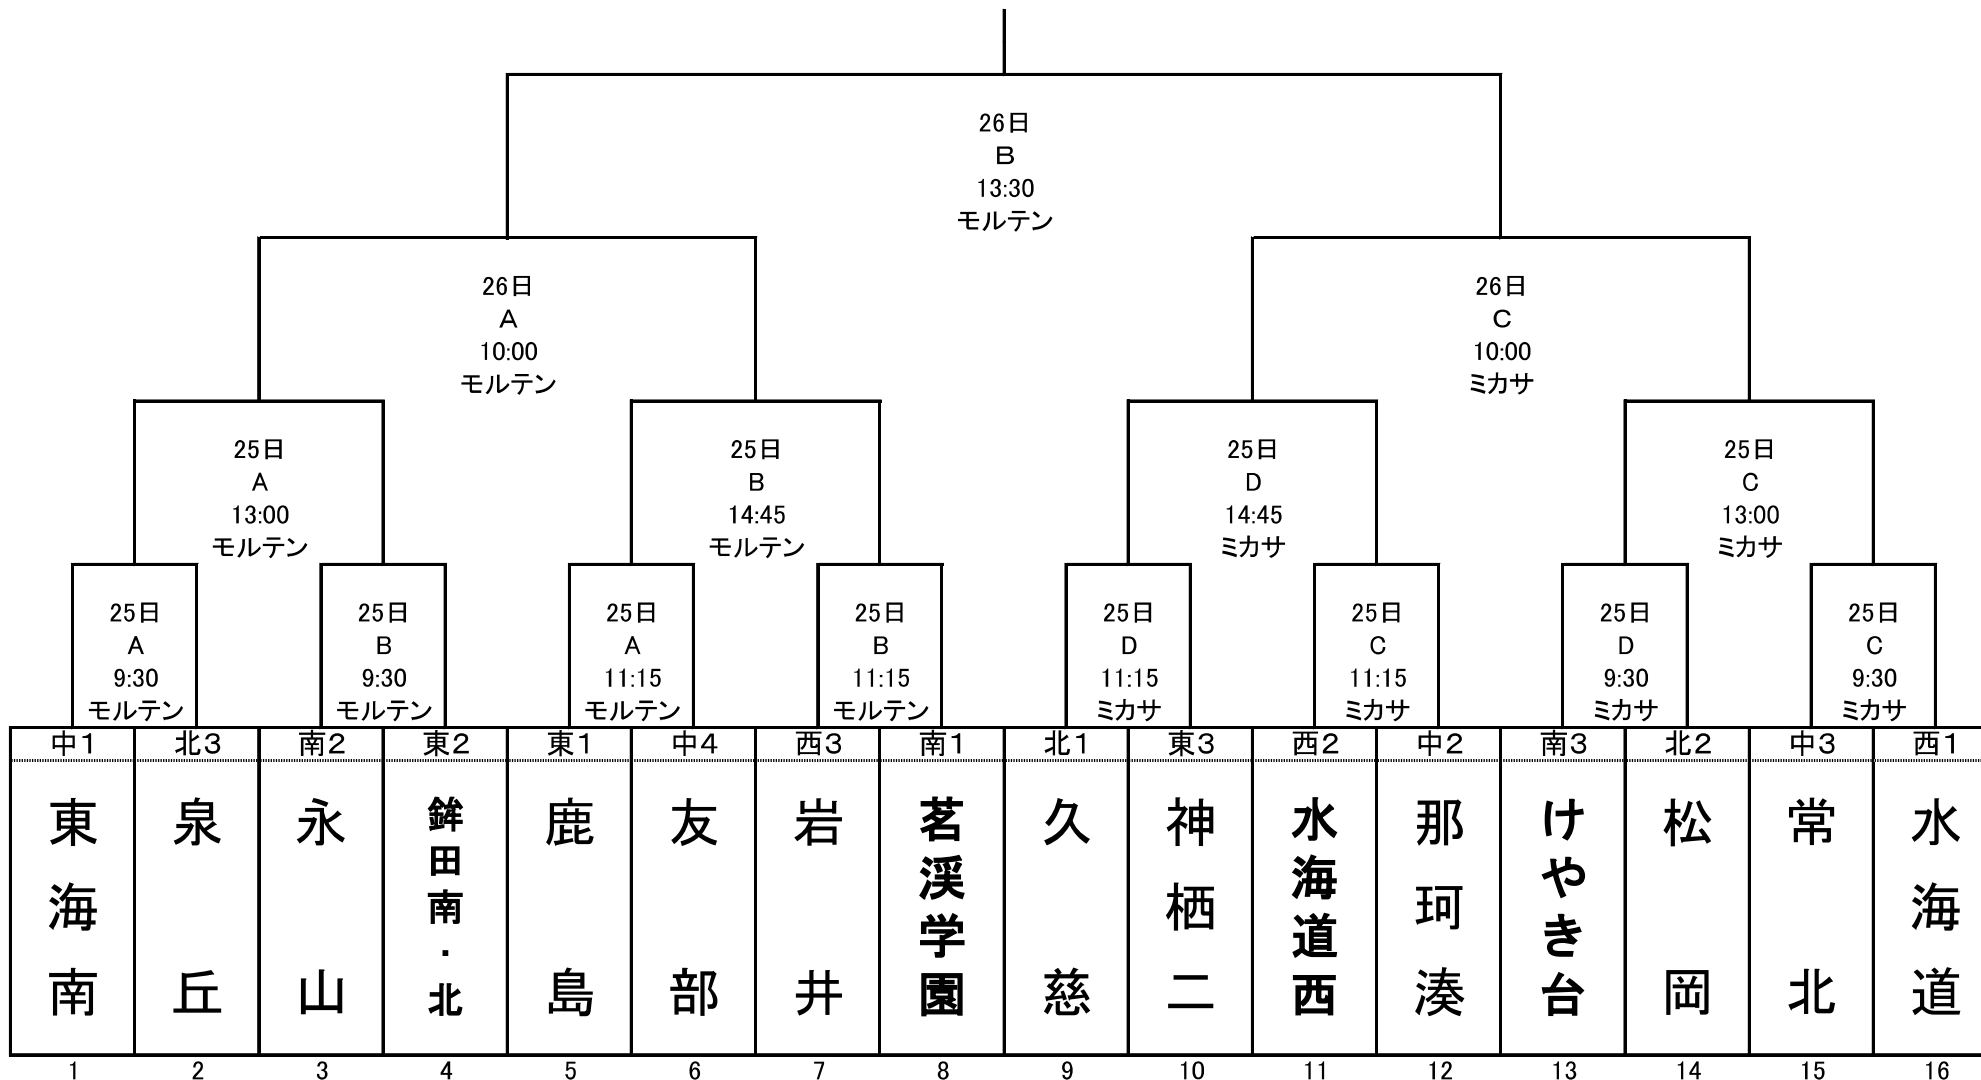 26日
B
13:30
モルテン
26日
A
10:00
モルテン
26日
C
10:00
ミカサ
25日
A
13:00
モルテン
25日
B
14:45
モルテン
25日
D
14:45
ミカサ
25日
C
13:00
ミカサ
25日
A
9:30
モルテン
25日
B
9:30
モルテン
25日
A
11:15
モルテン
25日
B
11:15
モルテン
25日
D
11:15
ミカサ
25日
C
11:15
ミカサ
25日
D
9:30
ミカサ
25日
C
9:30
ミカサ
中1
東海南
1
北3
泉丘
2
南2
永山
3
東2
鉾田南・北
4
東1
鹿島
5
中4
友部
6
西3
岩井
7
南1
茗溪学園
8
北1
久慈
9
東3
神栖二
10
西2
水海道西
11
中2
那珂湊
12
南3
けやき台
13
北2
松岡
14
中3
常北
15
西1
水海道
16